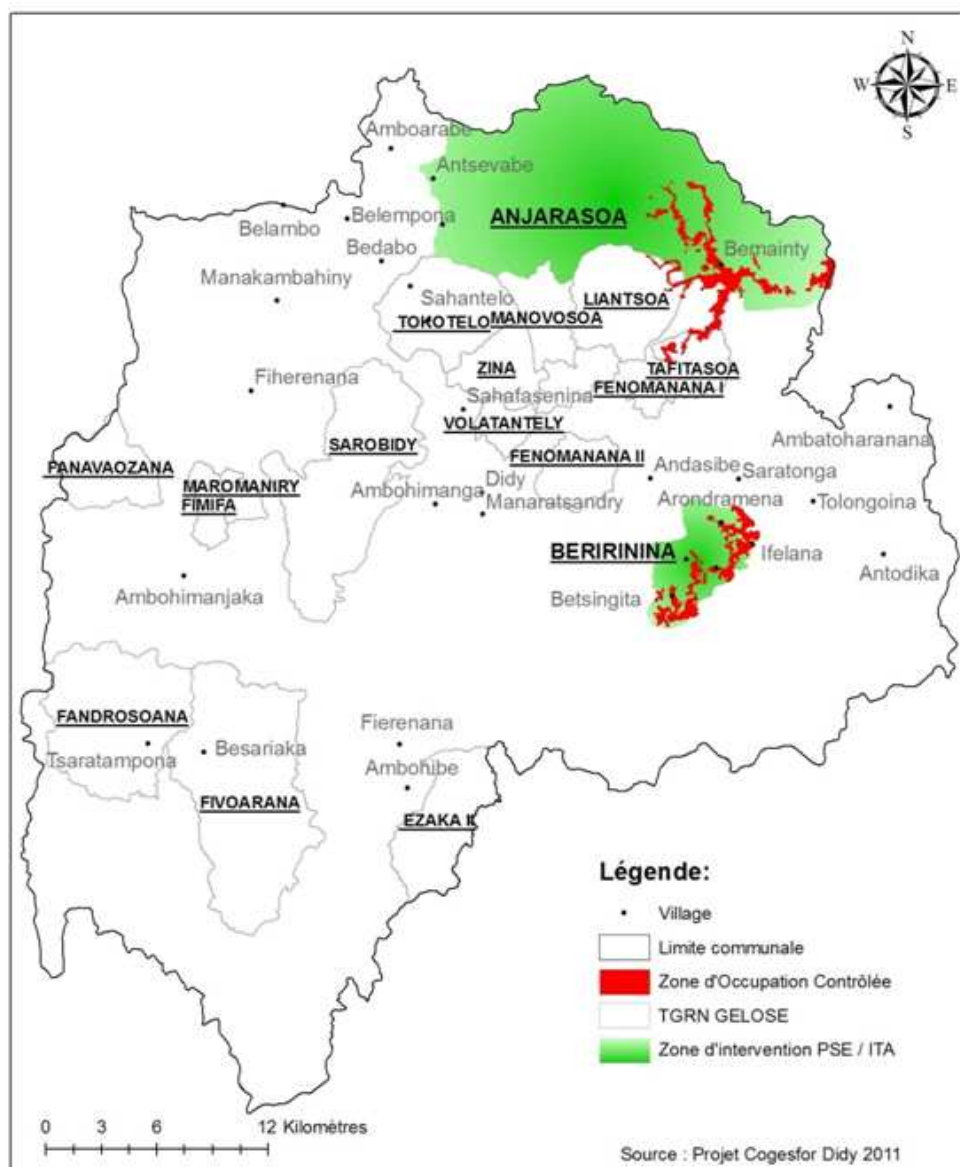 N
W E
S
Amboarabe
Antsevabe
ANJARASOA
Belempona
Belambo
Bedabo
Bemainty
Manakambahiny
Sahantelo
LIANTSOA
TOKOTELO
MANOVOSOA
ZINA
TAFITASOA
Fiherenana
FENOMANANA I
Sahafasenina
Ambatoharanana
VOLATANTELY
SAROBIDY
FENOMANANA II
PANAVAOZANA
Andasibe
Saratonga
MAROMANIRY
Didy
Ambohimanga
Manaratsandry
Arondramena
Tolongoina
FIMIFA
BERIRININA
Ifelana
Antodika
Ambohimanjaka
Betsingita
FANDROSOANA
Fierenana
Tsaratampona
Besariaka
Ambohibe
FIVOARANA
EZAKA II
Légende:
Village
Limite communale
Zone d'Occupation Contrôlée
TGRN GELOSE
Zone d'intervention PSE / ITA
0 3 6 12 Kilomètres
Source : Projet Cogesfor Didy 2011